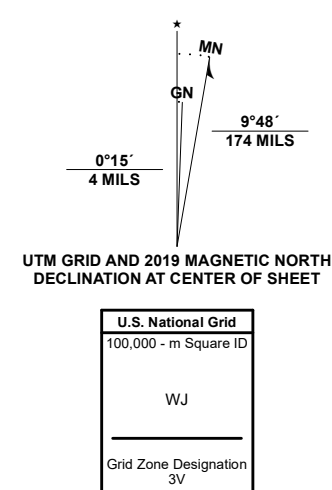 ★
MN
GN
9°48´
174 MILS
0°15´
4 MILS
UTM GRID AND 2019 MAGNETIC NORTH
DECLINATION AT CENTER OF SHEET
U.S. National Grid
100,000 - m Square ID
WJ
Grid Zone Designation
3V